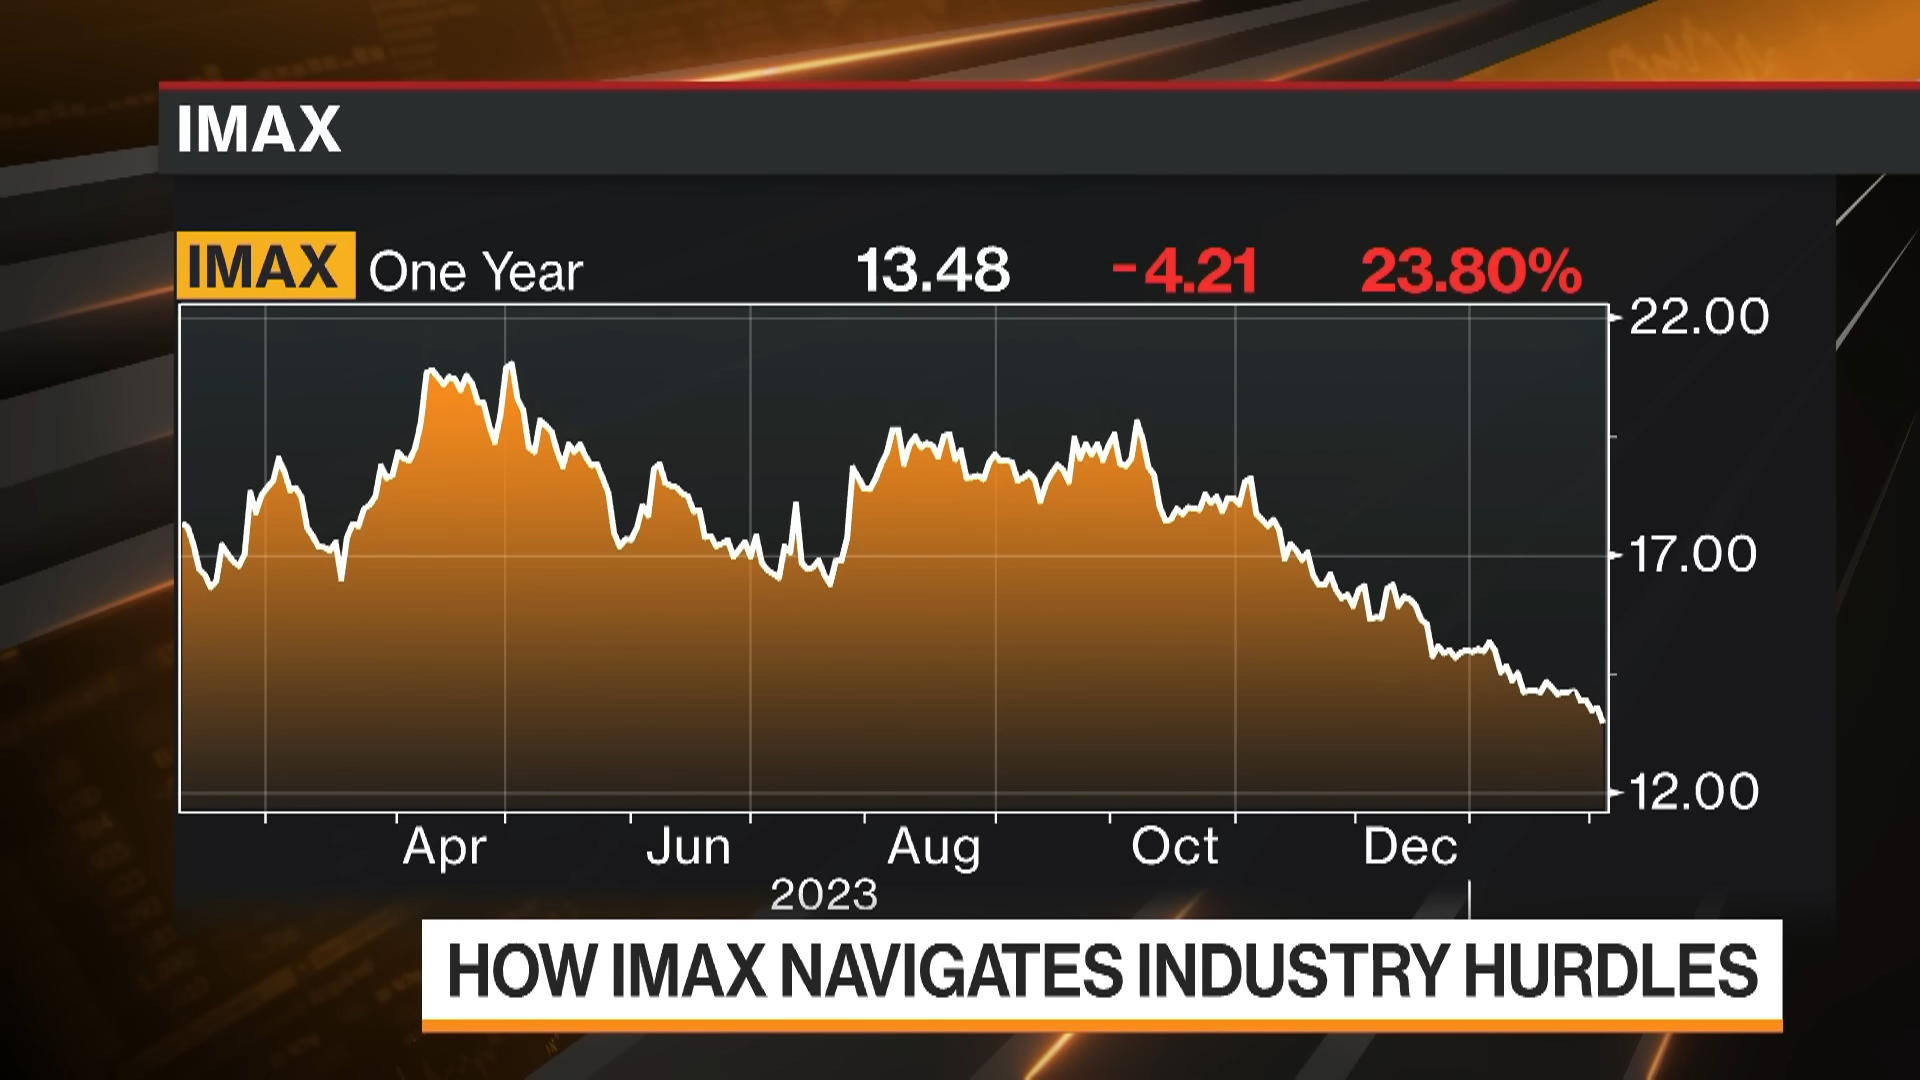 IMAX
IMAX One Year 13.48 -4.21 23.80%
22.00
17.00
12.00
Apr Jun Aug Oct Dec
2023
HOW IMAX NAVIGATES INDUSTRY HURDLES